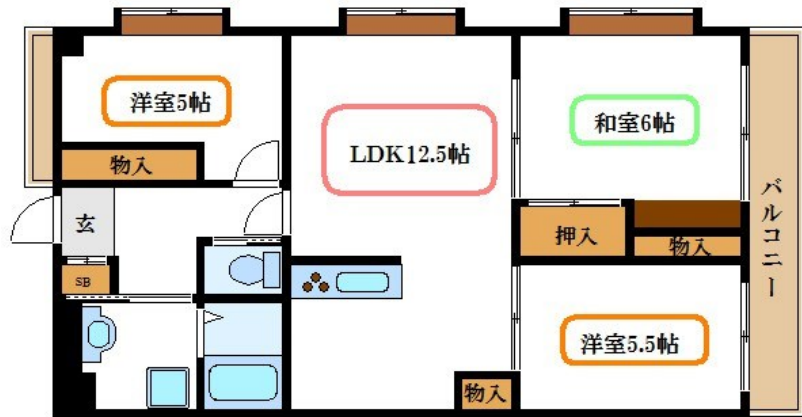 洋室5帖
LDK12.5帖
和室6帖
物入
玄
SB
押入
物入
バルコニー
洋室5.5帖
物入